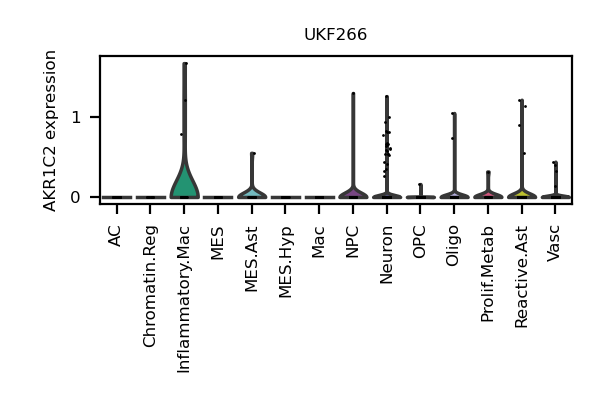 UKF266
AKR1C2 expression
1
0
AC
Chromatin.Reg
Inflammatory.Mac
MES
MES.Ast
MES.Hyp
Mac
NPC
Neuron
OPC
Oligo
Prolif.Metab
Reactive.Ast
Vasc